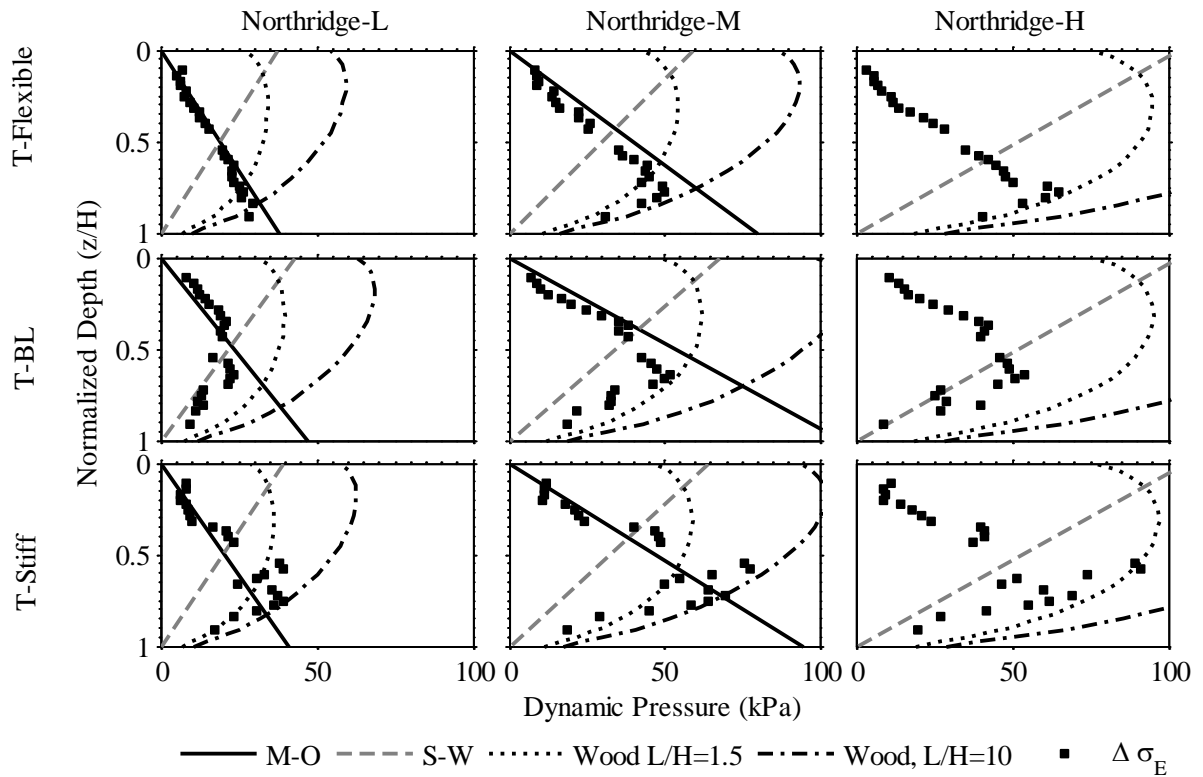 Northridge-L Northridge-M Northridge-H
T-Flexible
T-BL
T-Stiff
Normalized Depth (z/H)
0
0.5
1
0
0.5
1
0
0.5
1
0 50 100
0 50 100
0 50 100
Dynamic Pressure (kPa)
M-O S-W Wood L/H=1.5 Wood, L/H=10 Δ σE